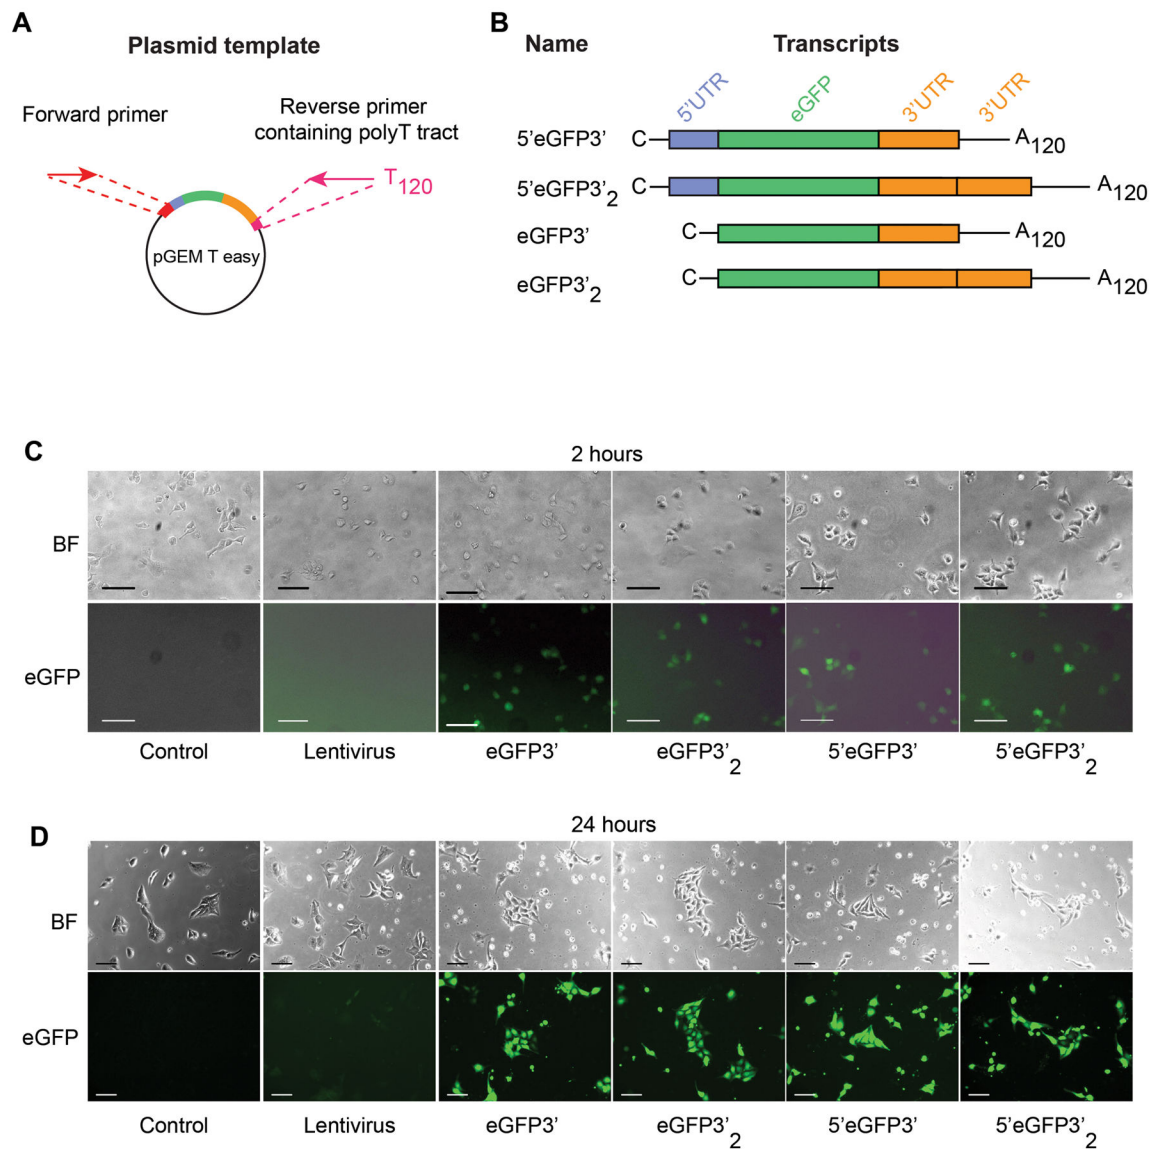 A
Plasmid template
Forward primer
Reverse primer
containing polyT tract
T120
pGEM T easy
B
Name
Transcripts
5'UTR
eGFP
3'UTR
3'UTR
5'eGFP3'
C
A120
5'eGFP3'2
C
A120
eGFP3'
C
A120
eGFP3'2
C
A120
C
2 hours
BF
eGFP
Control
Lentivirus
eGFP3'
eGFP3'2
5'eGFP3'
5'eGFP3'2
D
24 hours
BF
eGFP
Control
Lentivirus
eGFP3'
eGFP3'2
5'eGFP3'
5'eGFP3'2